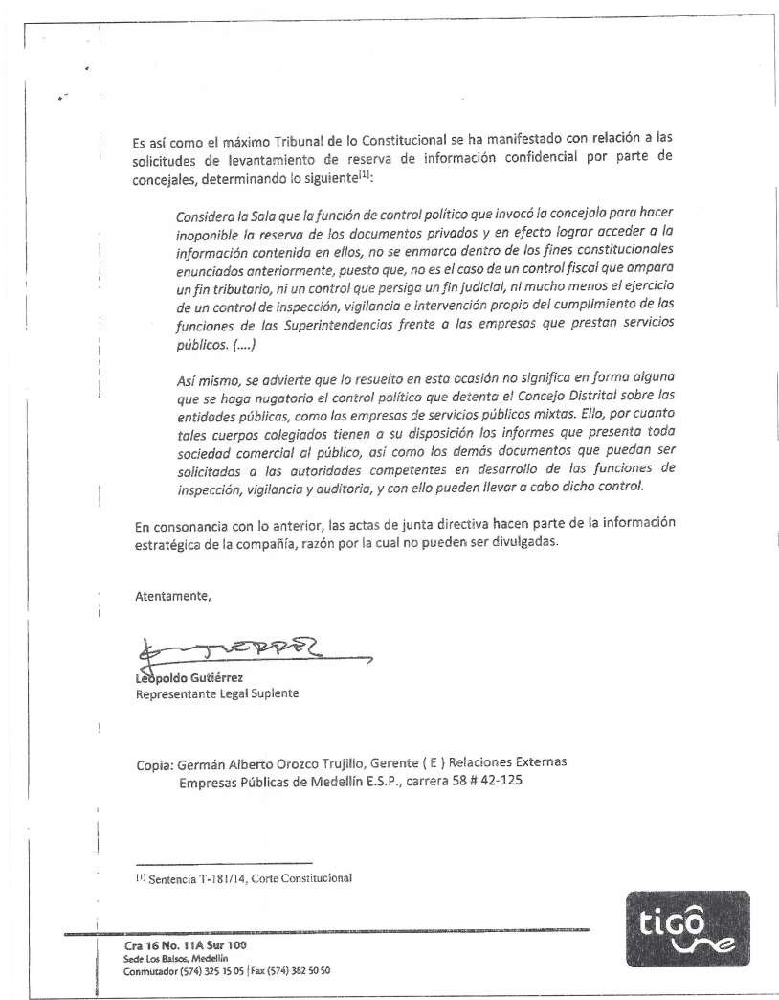 Es así como el máximo Tribunal de lo Constitucional se ha manifestado con relación a las
solicitudes de levantamiento de reserva de información confidencial por parte de
concejales, determinando lo siguiente[1]:
Considera la Sala que la función de control político que invocó la concejala para hacer
inoponible la reserva de los documentos privados y en efecto lograr acceder a la
información contenida en ellos, no se enmarca dentro de los fines constitucionales
enunciados anteriormente, puesto que, no es el caso de un control fiscal que ampara
un fin tributario, ni un control que persiga un fin judicial, ni mucho menos el ejercicio
de un control de inspección, vigilancia e intervención propio del cumplimiento de las
funciones de las Superintendencias frente a las empresas que prestan servicios
públicos. (....)
Así mismo, se advierte que lo resuelto en esta ocasión no significa en forma alguna
que se haga nugatorio el control político que detenta el Concejo Distrital sobre las
entidades públicas, como las empresas de servicios públicos mixtas. Ello, por cuanto
tales cuerpos colegiados tienen a su disposición los informes que presenta toda
sociedad comercial al público, así como los demás documentos que puedan ser
solicitados a las autoridades competentes en desarrollo de las funciones de
inspección, vigilancia y auditoria, y con ello pueden llevar a cabo dicho control.
En consonancia con lo anterior, las actas de junta directiva hacen parte de la información
estratégica de la compañía, razón por la cual no pueden ser divulgadas.
Atentamente,
Leopoldo Gutiérrez
Representante Legal Suplente
Copia: Germán Alberto Orozco Trujillo, Gerente ( E ) Relaciones Externas
Empresas Públicas de Medellín E.S.P., carrera 58 # 42-125
[1] Sentencia T-181/14, Corte Constitucional
tigô
une
Cra 16 No. 11A Sur 100
Sede Los Balsos, Medellín
Conmutador (574) 325 15 05 | Fax (574) 382 50 50